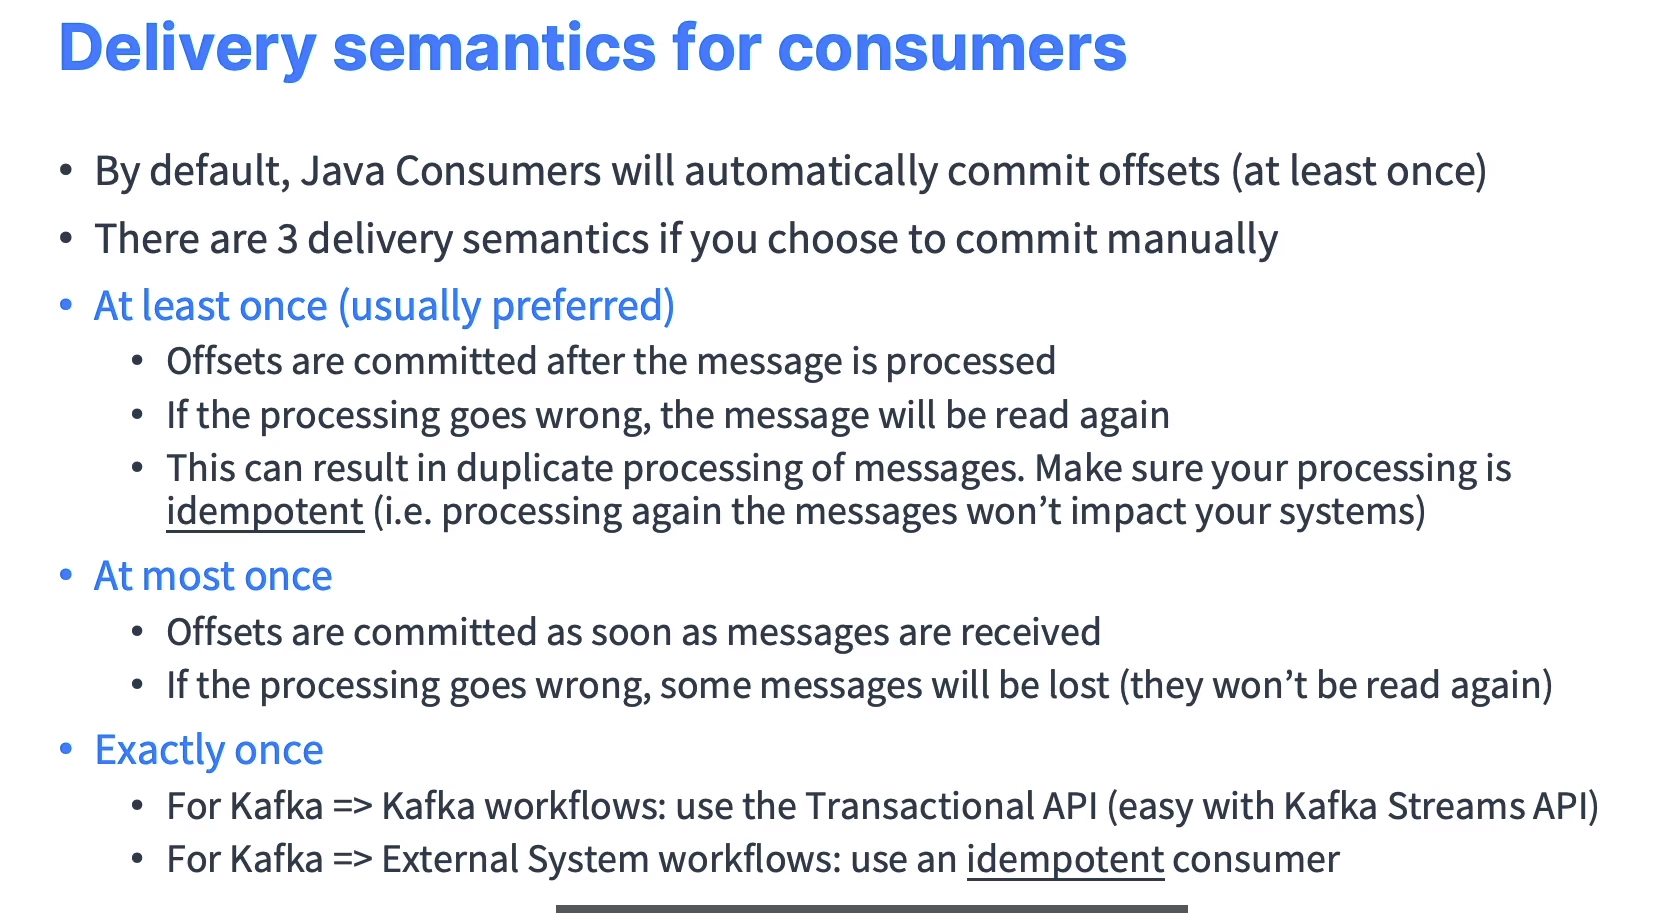 Delivery semantics for consumers
• By default, Java Consumers will automatically commit offsets (at least once)
• There are 3 delivery semantics if you choose to commit manually
• At least once (usually preferred)
• Offsets are committed after the message is processed
• If the processing goes wrong, the message will be read again
• This can result in duplicate processing of messages. Make sure your processing is
idempotent (i.e. processing again the messages won’t impact your systems)
• At most once
• Offsets are committed as soon as messages are received
• If the processing goes wrong, some messages will be lost (they won’t be read again)
• Exactly once
• For Kafka => Kafka workflows: use the Transactional API (easy with Kafka Streams API)
• For Kafka => External System workflows: use an idempotent consumer